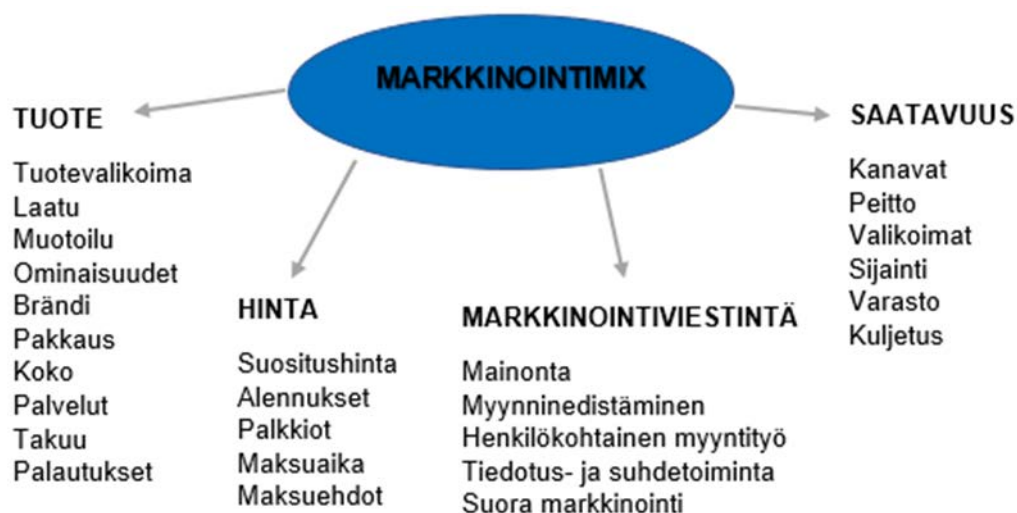 MARKKINOINTIMIX
TUOTE
Tuotevalikoima
Laatu
Muotoilu
Ominaisuudet
Brändi
Pakkaus
Koko
Palvelut
Takuu
Palautukset
HINTA
Suositushinta
Alennukset
Palkkiot
Maksuaika
Maksuehdot
MARKKINOINTIVIESTINTÄ
Mainonta
Myynninedistäminen
Henkilökohtainen myyntityö
Tiedotus- ja suhdetoiminta
Suora markkinointi
SAATAVUUS
Kanavat
Peitto
Valikoimat
Sijainti
Varasto
Kuljetus